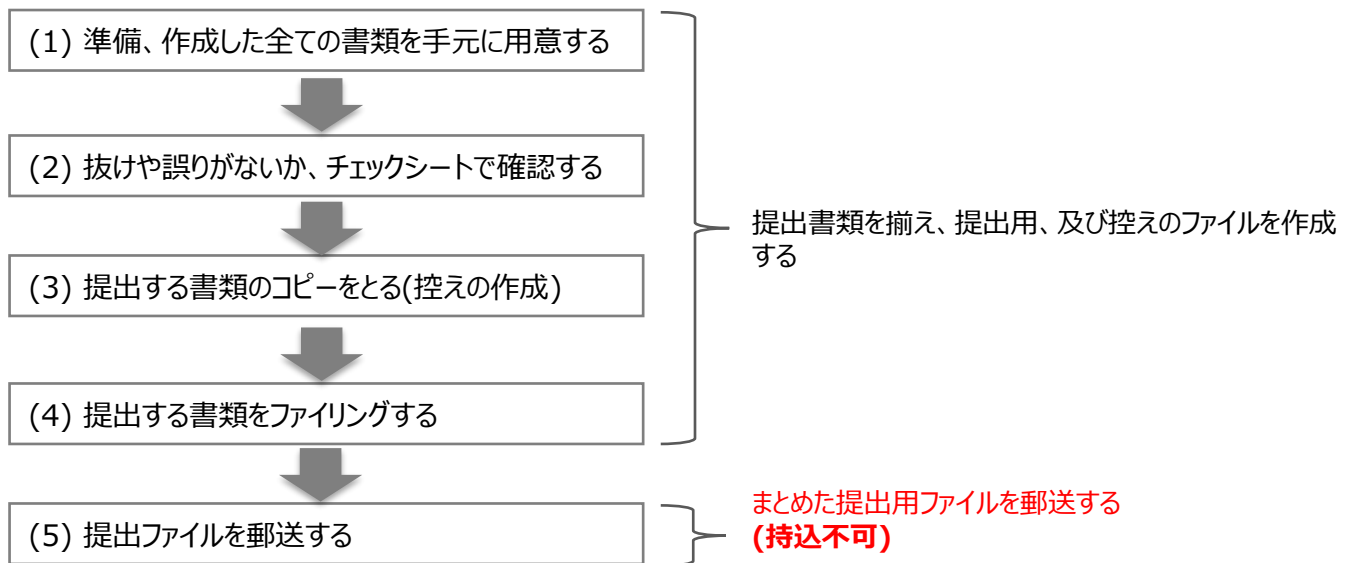 (1) 準備、作成した全ての書類を手元に用意する
(2) 抜けや誤りがないか、チェックシートで確認する
(3) 提出する書類のコピーをとる(控えの作成)
(4) 提出する書類をファイリングする
提出書類を揃え、提出用、及び控えのファイルを作成
する
(5) 提出ファイルを郵送する
まとめた提出用ファイルを郵送する
(持込不可)